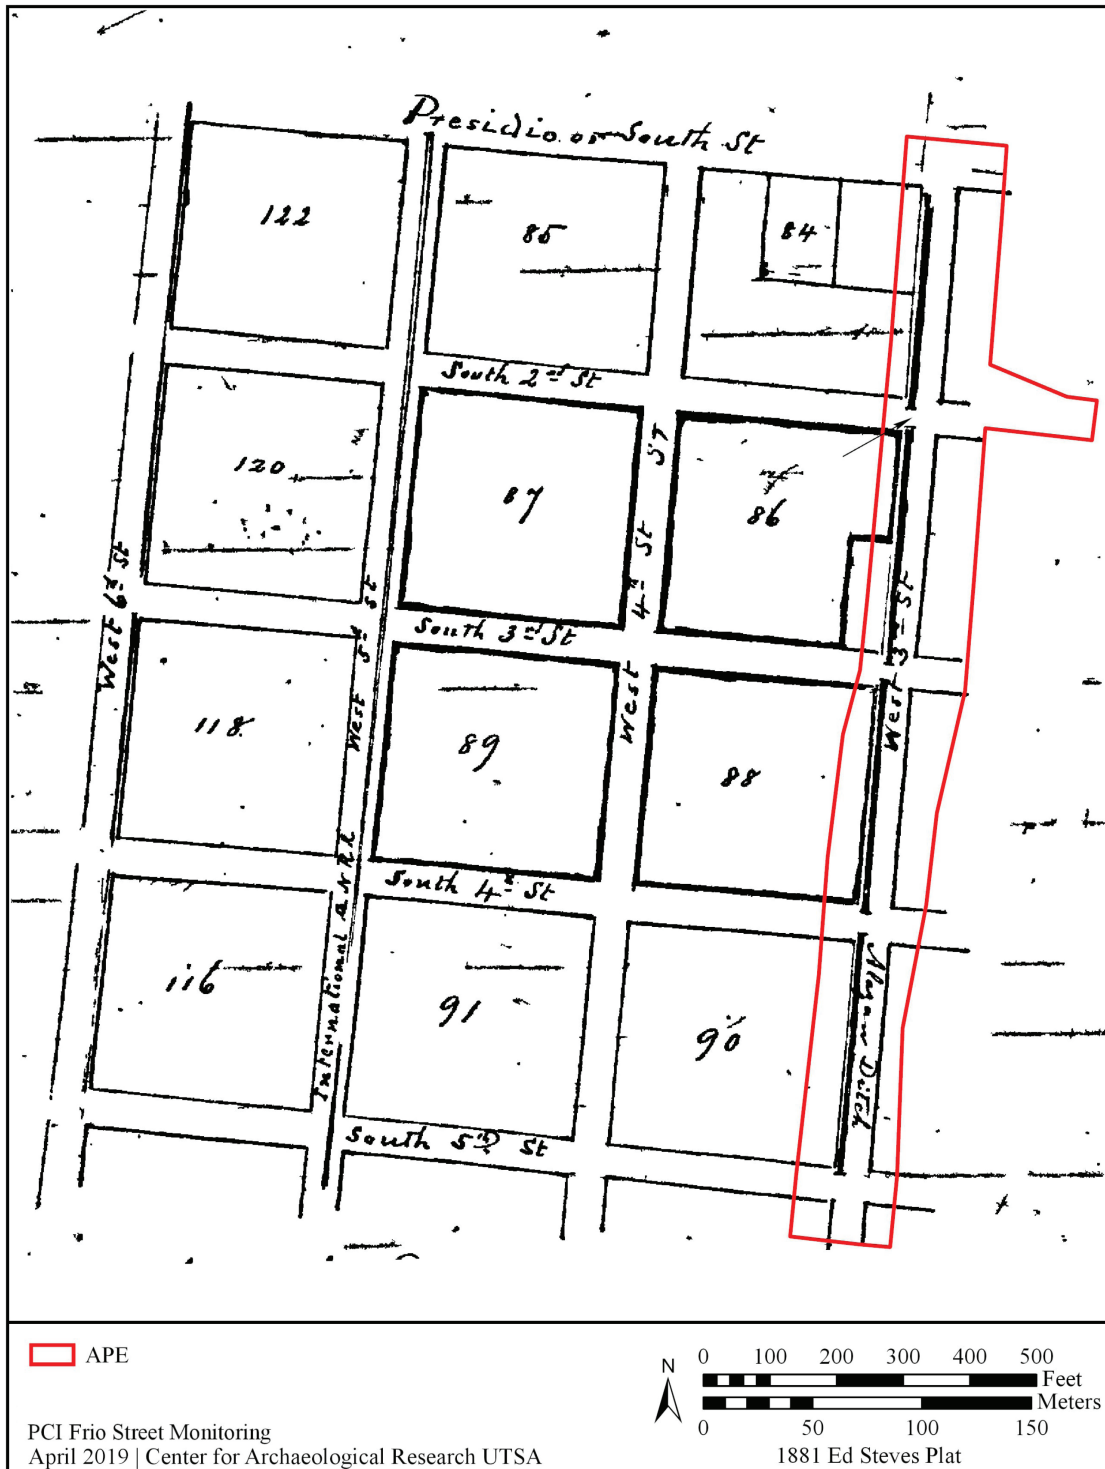 Presidio or South St
122
85
84
South 2nd St
120
87
86
West 6th St
West 5th St
West 4th St
West 3rd St
South 3rd St
118
89
88
South 4th St
International & N R R
116
91
90
Alazan Ditch
South 5th St
APE
N
0 100 200 300 400 500
Feet
Meters
0 50 100 150
PCI Frio Street Monitoring
April 2019 | Center for Archaeological Research UTSA
1881 Ed Steves Plat